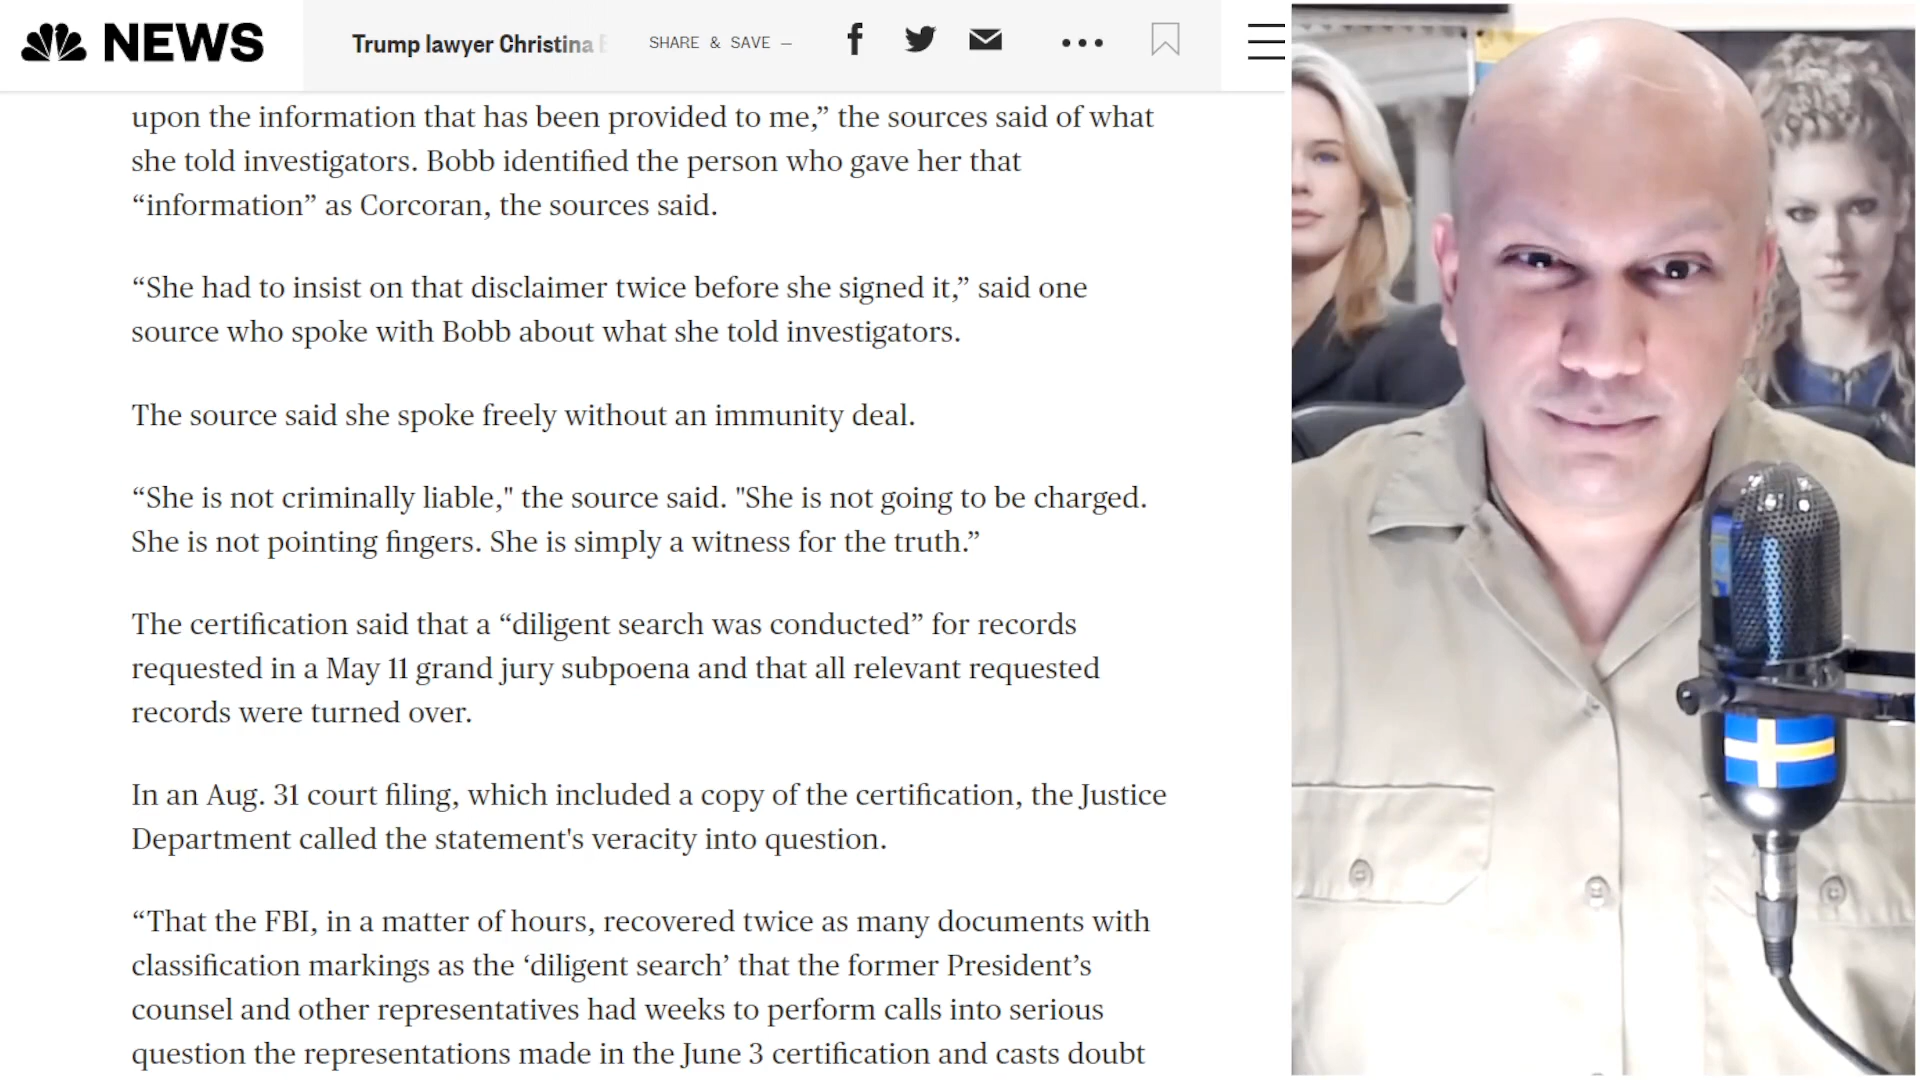 NEWS
Trump lawyer Christina
SHARE & SAVE –
upon the information that has been provided to me,” the sources said of what
she told investigators. Bobb identified the person who gave her that
“information” as Corcoran, the sources said.
“She had to insist on that disclaimer twice before she signed it,” said one
source who spoke with Bobb about what she told investigators.
The source said she spoke freely without an immunity deal.
“She is not criminally liable," the source said. "She is not going to be charged.
She is not pointing fingers. She is simply a witness for the truth.”
The certification said that a “diligent search was conducted” for records
requested in a May 11 grand jury subpoena and that all relevant requested
records were turned over.
In an Aug. 31 court filing, which included a copy of the certification, the Justice
Department called the statement's veracity into question.
“That the FBI, in a matter of hours, recovered twice as many documents with
classification markings as the ‘diligent search’ that the former President’s
counsel and other representatives had weeks to perform calls into serious
question the representations made in the June 3 certification and casts doubt